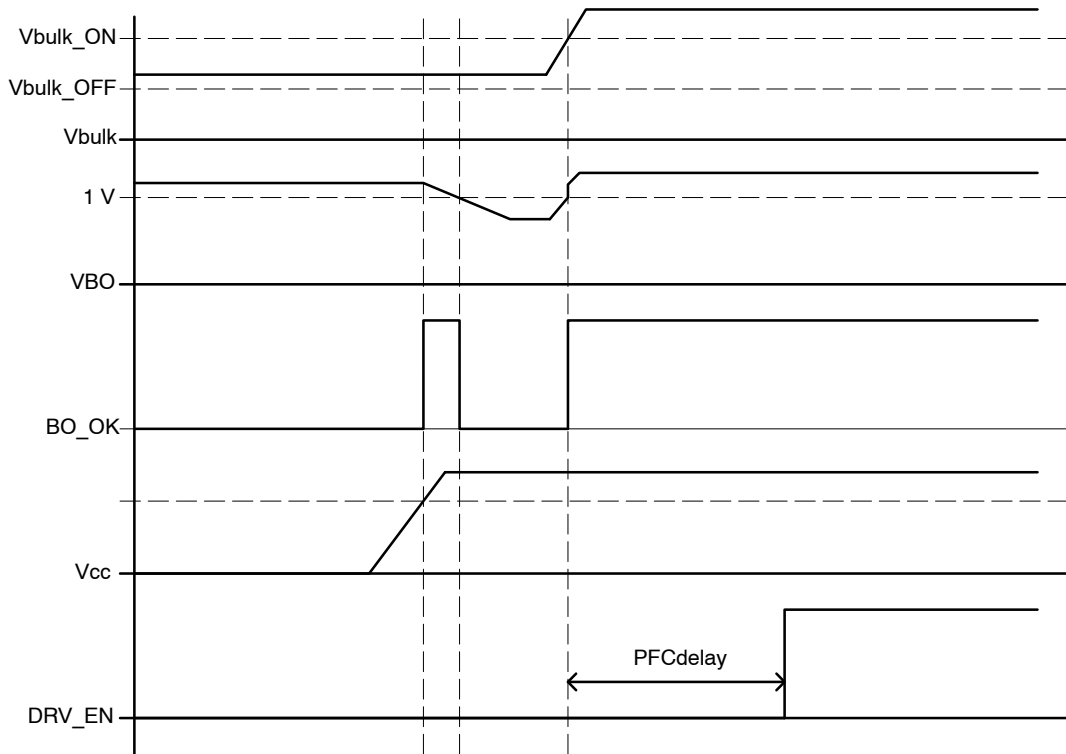 Vbulk_ON
Vbulk_OFF
Vbulk
1 V
VBO
BO_OK
Vcc
PFCdelay
DRV_EN